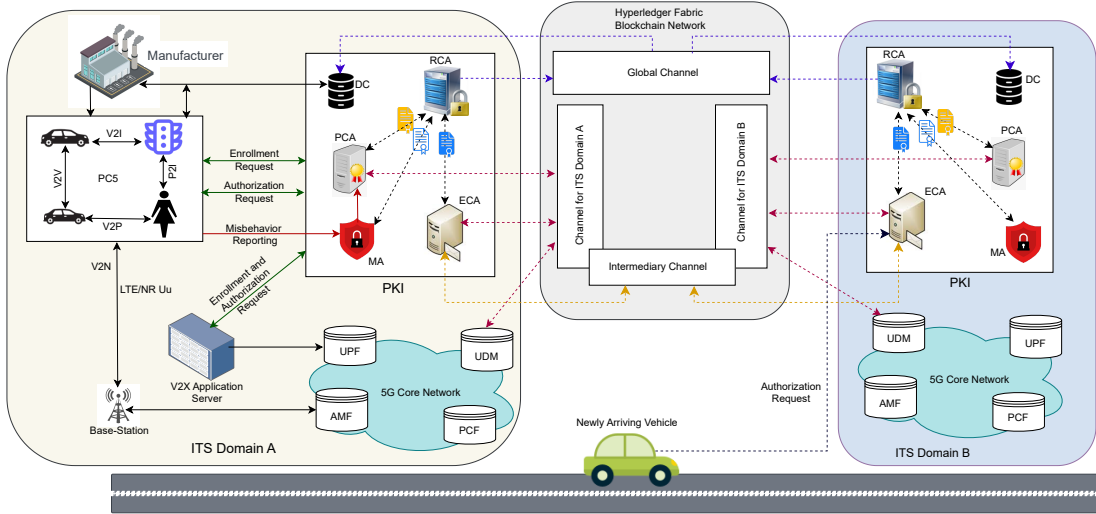 Hyperledger Fabric
Blockchain Network
Manufacturer
RCA
DC
Global Channel
RCA
DC
V2I
V2V
PC5
P2I
V2P
PCA
Enrollment
Request
Authorization
Request
Misbehavior
Reporting
ECA
MA
PKI
Channel for ITS Domain A
Channel for ITS Domain B
Intermediary Channel
PCA
ECA
MA
PKI
V2N
LTE/NR Uu
Enrollment and
Authorization
Request
V2X Application
Server
Base-Station
UPF
UDM
5G Core Network
AMF
PCF
ITS Domain A
Authorization
Request
Newly Arriving Vehicle
UDM
UPF
5G Core Network
AMF
PCF
ITS Domain B